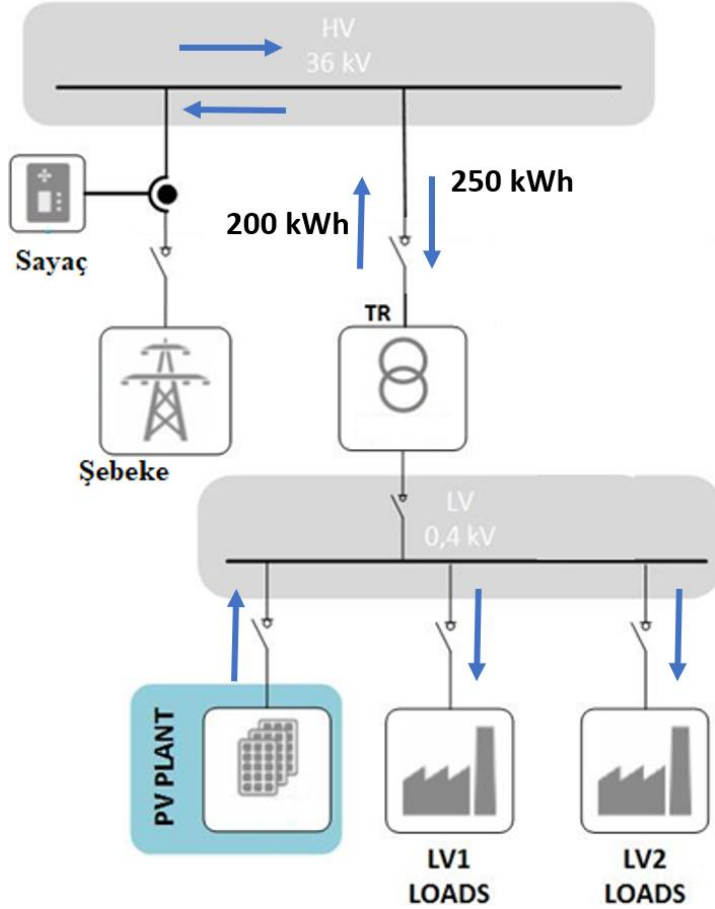 HV
36 kV
250 kWh
200 kWh
Sayaç
TR
Şebeke
LV
0,4 kV
PV PLANT
LV1
LOADS
LV2
LOADS